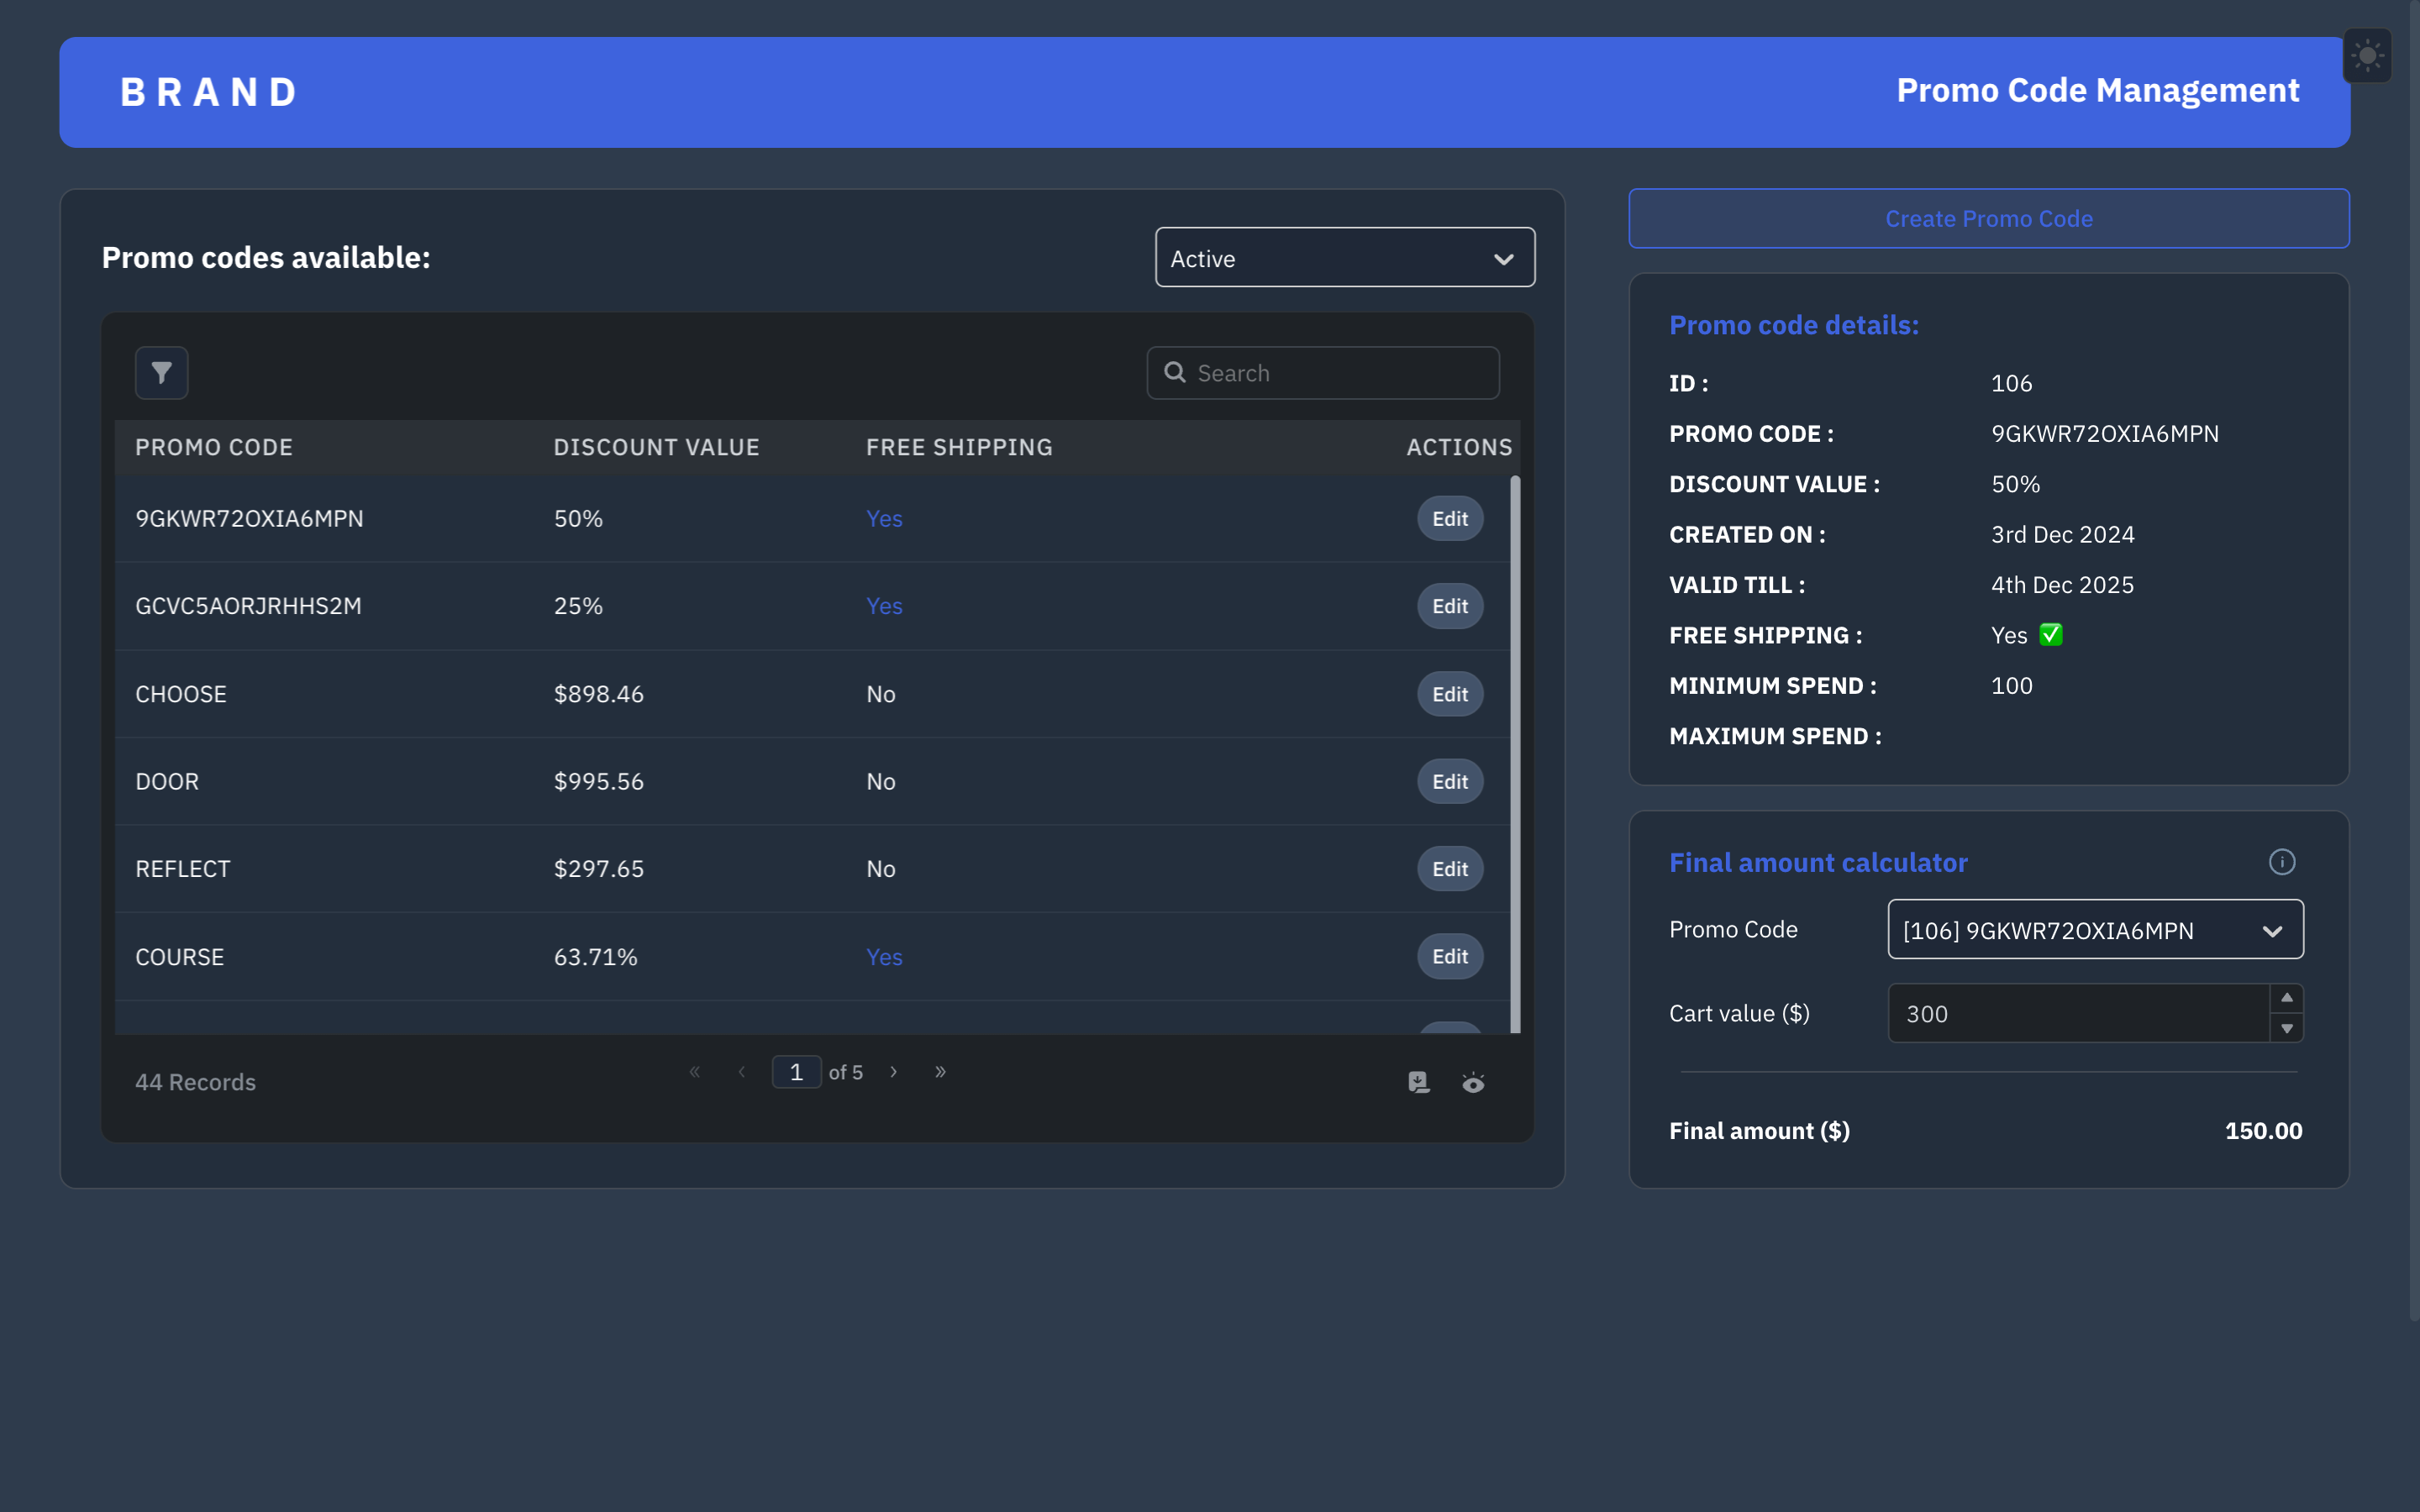 BRAND
Promo Code Management
Promo codes available:
Active
Search
PROMO CODE DISCOUNT VALUE FREE SHIPPING ACTIONS
9GKWR72OXIA6MPN 50% Yes Edit
GCVC5AORJRHHS2M 25% Yes Edit
CHOOSE $898.46 No Edit
DOOR $995.56 No Edit
REFLECT $297.65 No Edit
COURSE 63.71% Yes Edit
44 Records
« ‹ 1 of 5 › »
Create Promo Code
Promo code details:
ID : 106
PROMO CODE : 9GKWR72OXIA6MPN
DISCOUNT VALUE : 50%
CREATED ON : 3rd Dec 2024
VALID TILL : 4th Dec 2025
FREE SHIPPING : Yes ✅
MINIMUM SPEND : 100
MAXIMUM SPEND :
Final amount calculator
Promo Code [106] 9GKWR72OXIA6MPN
Cart value ($) 300
Final amount ($) 150.00